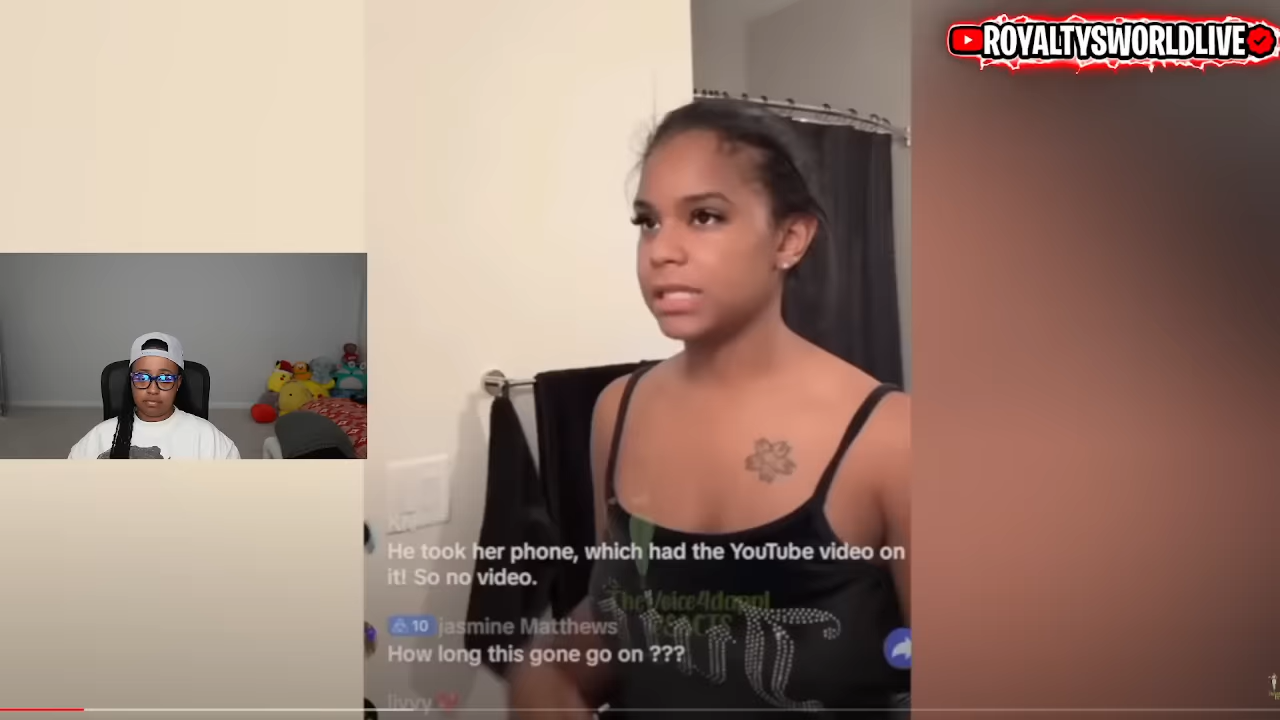 ROYALTYSWORLDLIVE
He took her phone, which had the YouTube video on
it! So no video.
10 jasmine Matthews
How long this gone go on ???
livvy